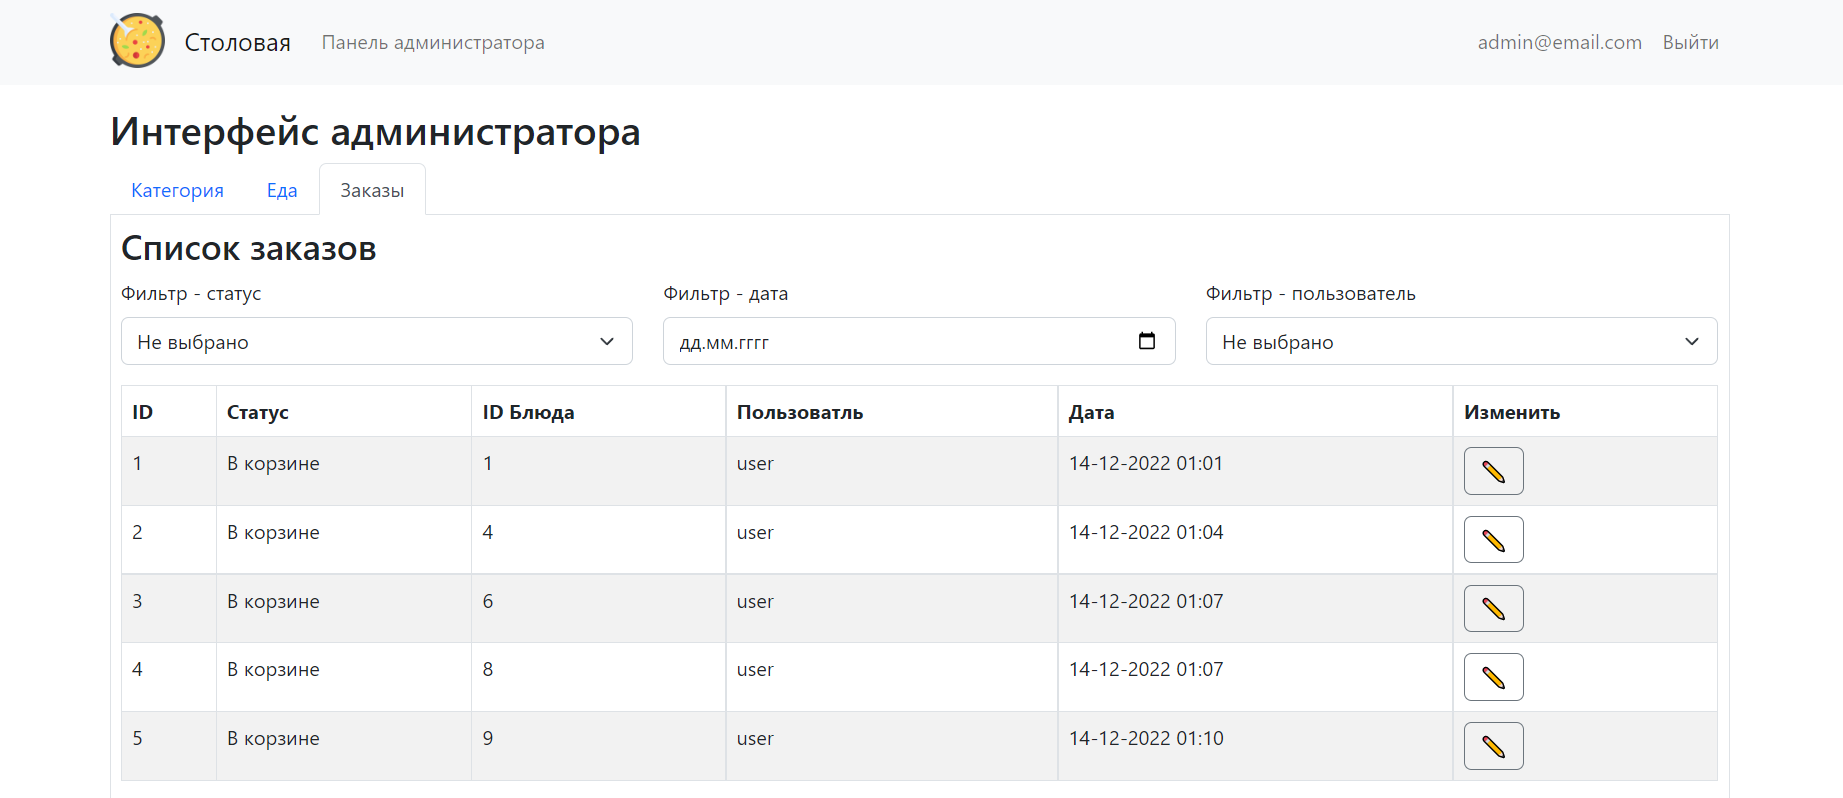 Столовая Панель администратора admin@email.com Выйти
Интерфейс администратора
Категория Еда Заказы
Список заказов
Фильтр - статус Фильтр - дата Фильтр - пользователь
Не выбрано дд.мм.гггг Не выбрано
ID Статус ID Блюда Пользоватль Дата Изменить
1 В корзине 1 user 14-12-2022 01:01
2 В корзине 4 user 14-12-2022 01:04
3 В корзине 6 user 14-12-2022 01:07
4 В корзине 8 user 14-12-2022 01:07
5 В корзине 9 user 14-12-2022 01:10